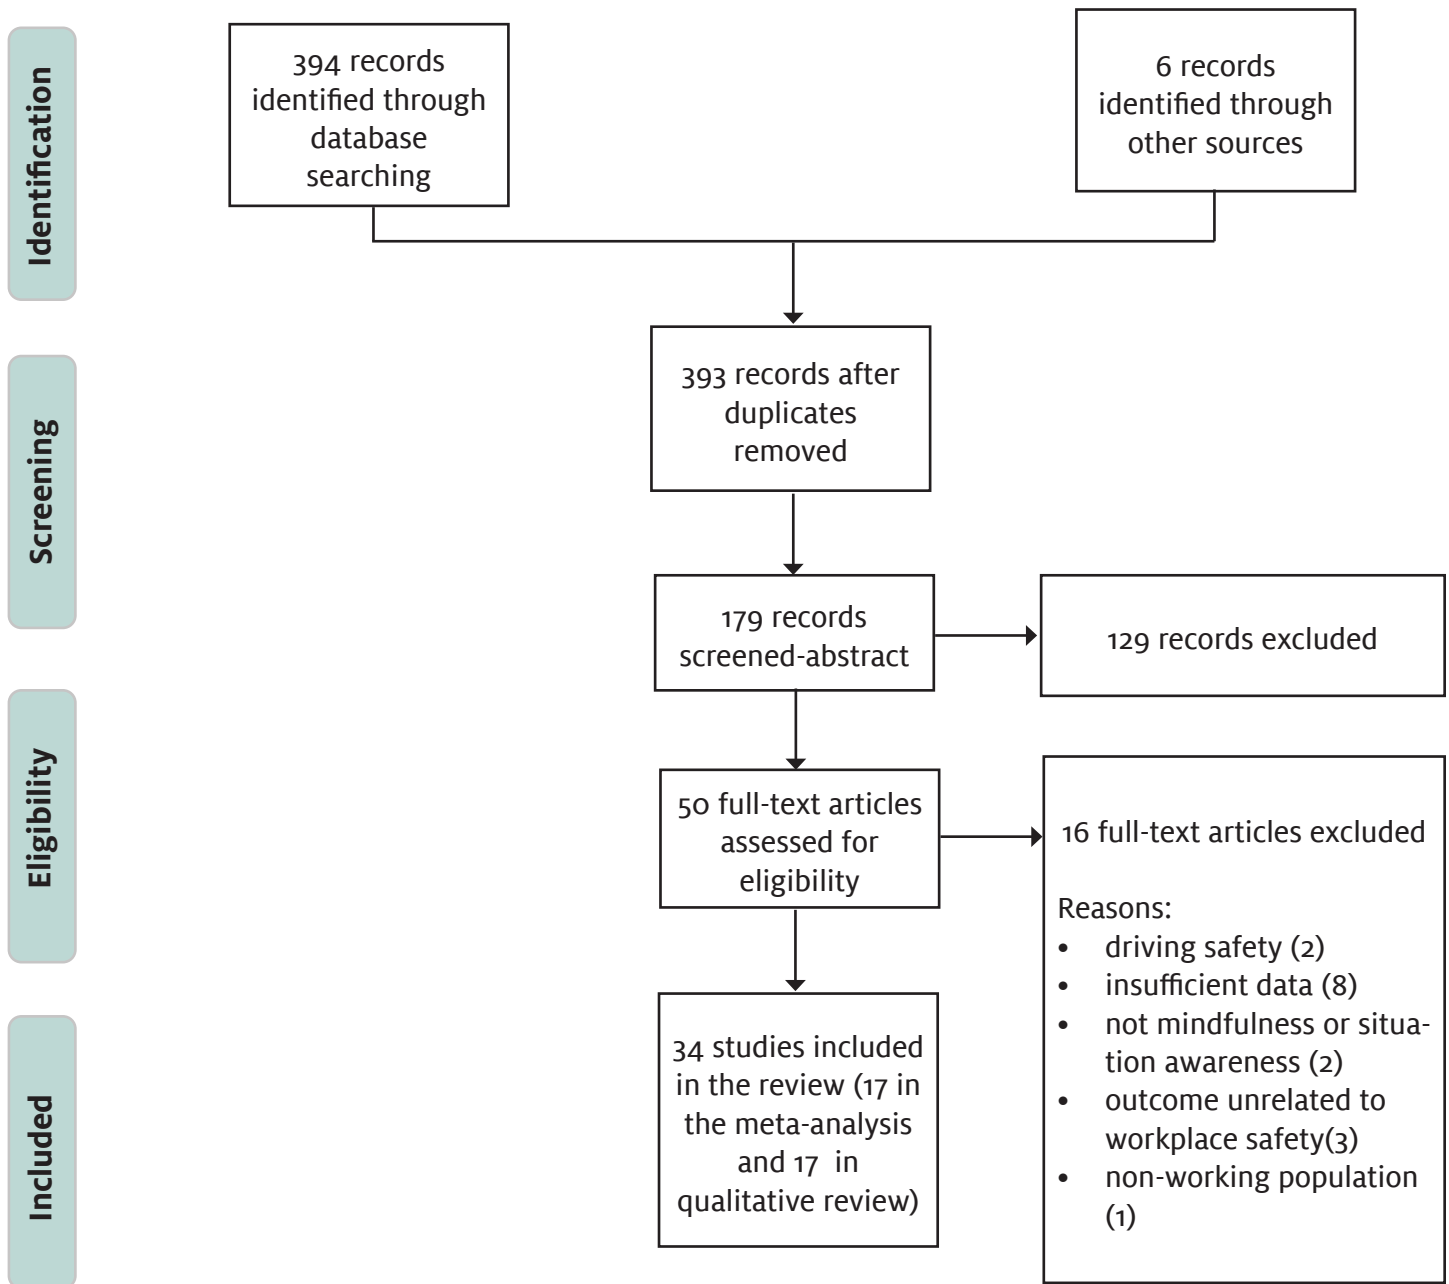 Identification
394 records
identified through
database
searching
6 records
identified through
other sources
Screening
393 records after
duplicates
removed
179 records
screened-abstract
129 records excluded
Eligibility
50 full-text articles
assessed for
eligibility
16 full-text articles excluded
Reasons:
• driving safety (2)
• insufficient data (8)
• not mindfulness or situa-
tion awareness (2)
• outcome unrelated to
workplace safety(3)
• non-working population
(1)
Included
34 studies included
in the review (17 in
the meta-analysis
and 17 in
qualitative review)